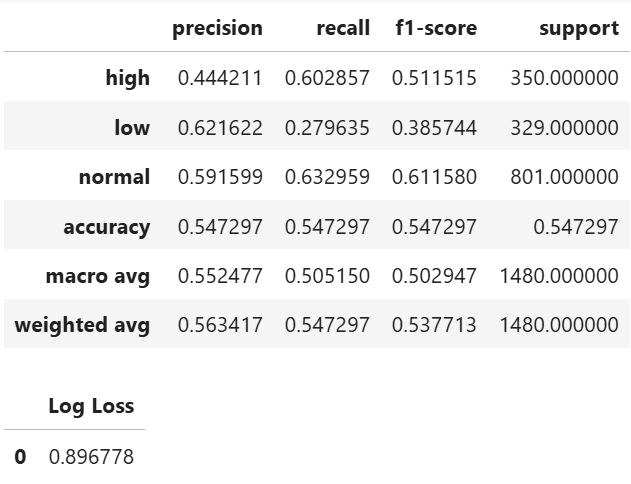 precision recall f1-score support
high 0.444211 0.602857 0.511515 350.000000
low 0.621622 0.279635 0.385744 329.000000
normal 0.591599 0.632959 0.611580 801.000000
accuracy 0.547297 0.547297 0.547297 0.547297
macro avg 0.552477 0.505150 0.502947 1480.000000
weighted avg 0.563417 0.547297 0.537713 1480.000000
Log Loss
0 0.896778